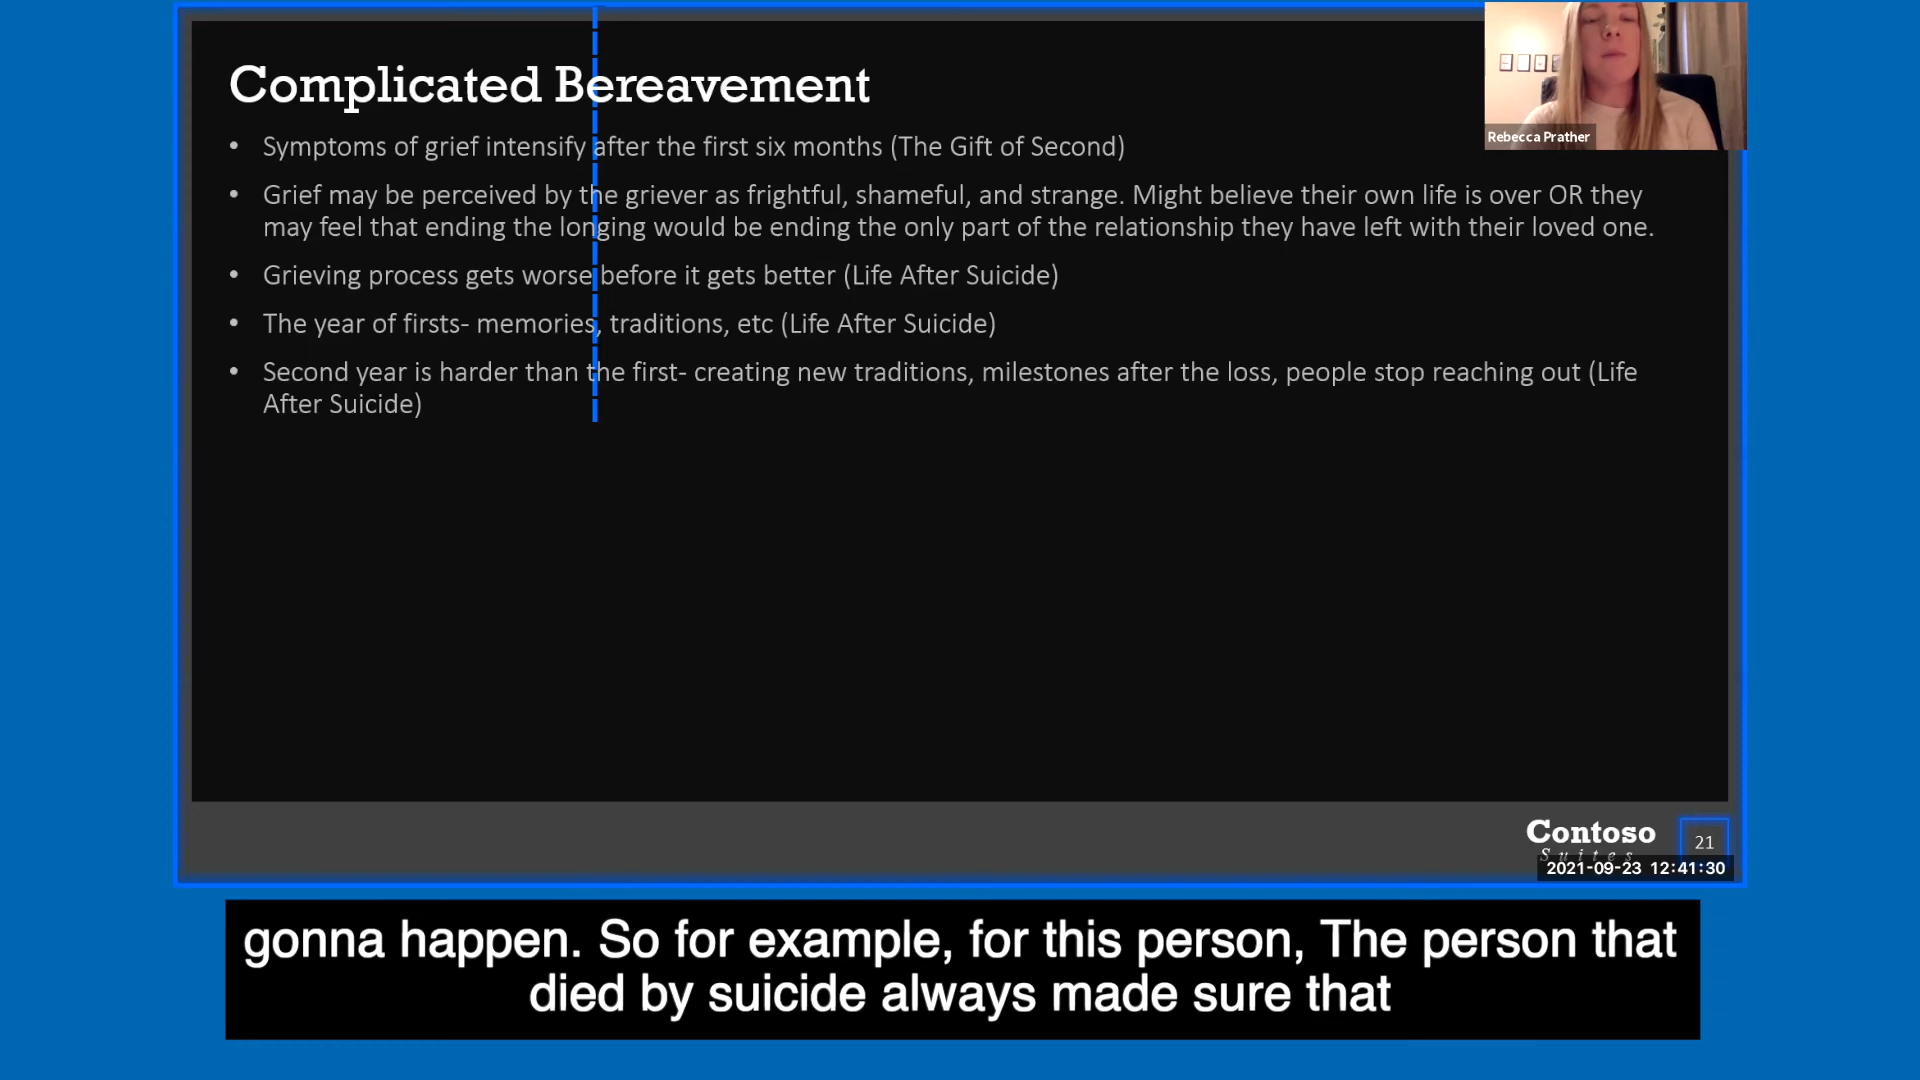 Complicated Bereavement
Rebecca Prather
• Symptoms of grief intensify after the first six months (The Gift of Second)
• Grief may be perceived by the griever as frightful, shameful, and strange. Might believe their own life is over OR they
may feel that ending the longing would be ending the only part of the relationship they have left with their loved one.
• Grieving process gets worse before it gets better (Life After Suicide)
• The year of firsts- memories, traditions, etc (Life After Suicide)
• Second year is harder than the first- creating new traditions, milestones after the loss, people stop reaching out (Life
After Suicide)
Contoso
Suites
21
2021-09-23 12:41:30
gonna happen. So for example, for this person, The person that
died by suicide always made sure that